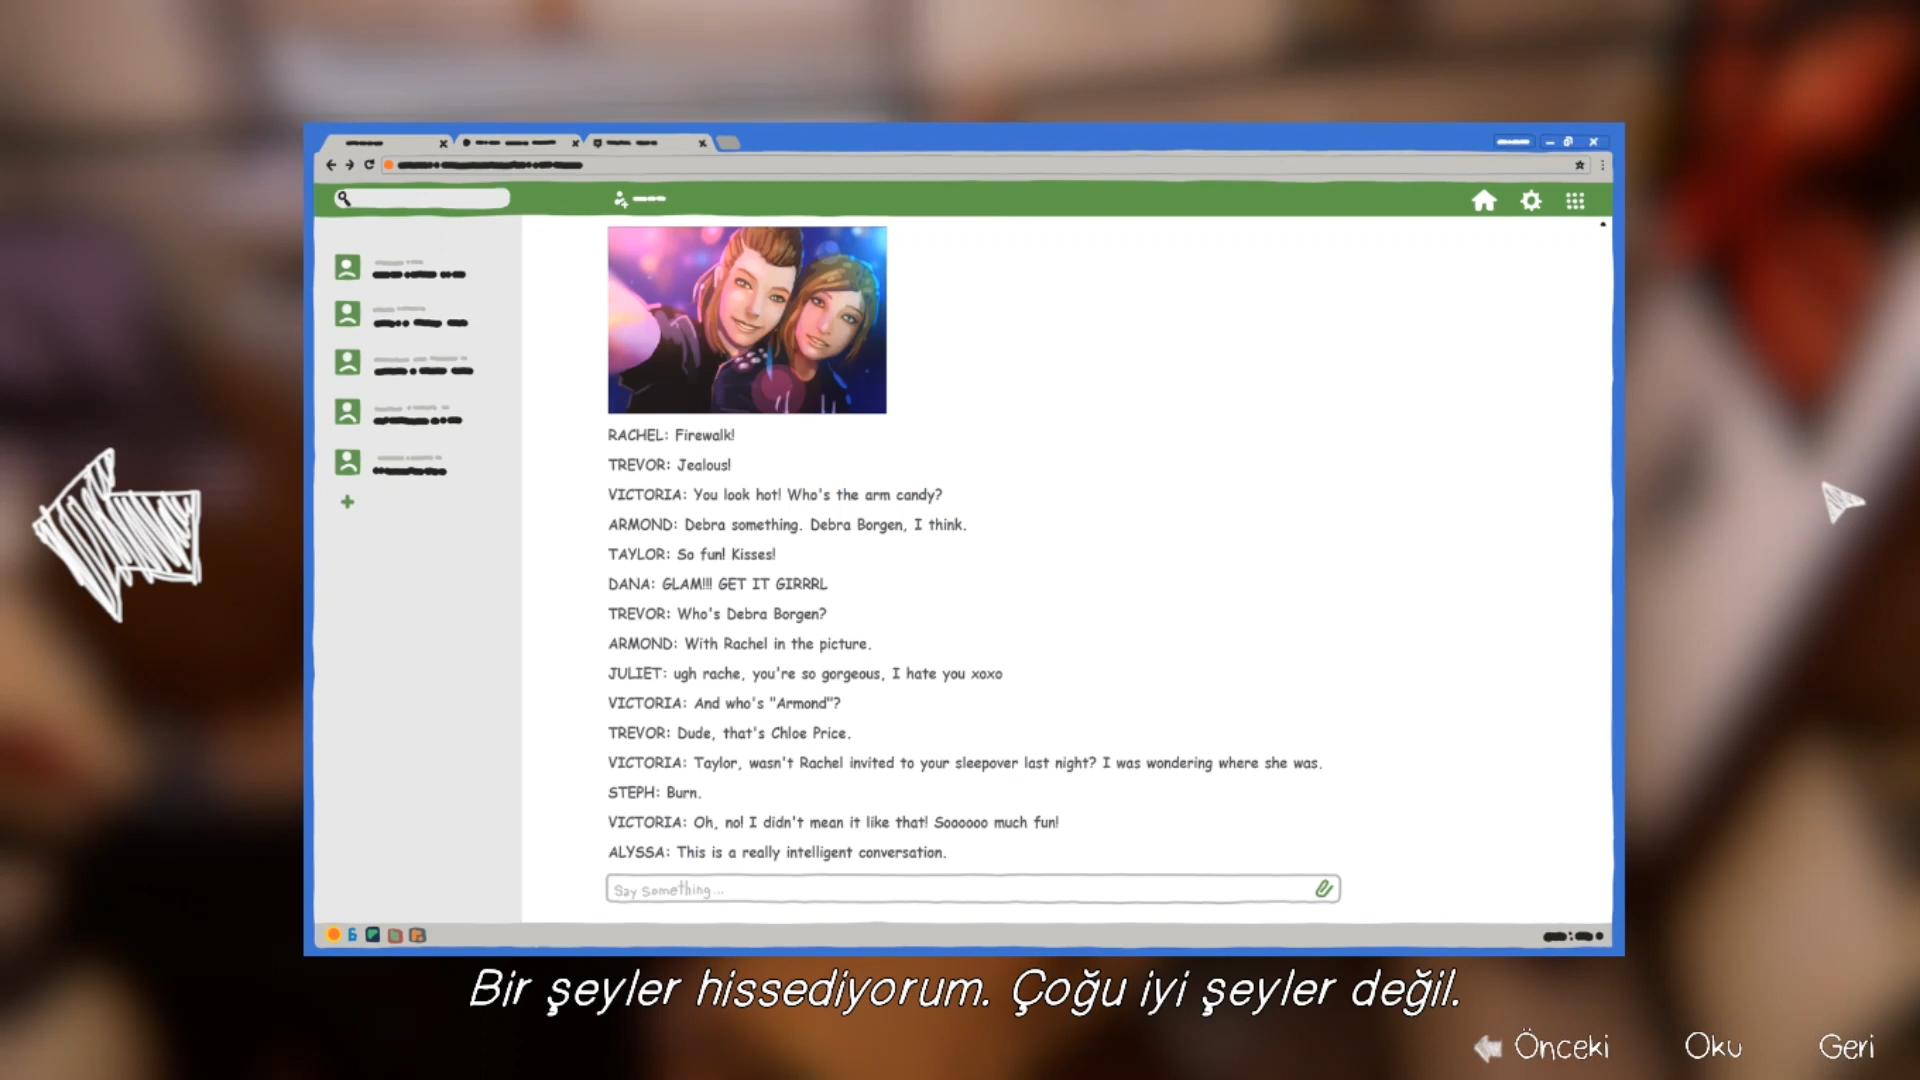 RACHEL: Firewalk!
TREVOR: Jealous!
VICTORIA: You look hot! Who's the arm candy?
ARMOND: Debra something. Debra Borgen, I think.
TAYLOR: So fun! Kisses!
DANA: GLAM!!! GET IT GIRRRL
TREVOR: Who's Debra Borgen?
ARMOND: With Rachel in the picture.
JULIET: ugh rache, you're so gorgeous, I hate you xoxo
VICTORIA: And who's "Armond"?
TREVOR: Dude, that's Chloe Price.
VICTORIA: Taylor, wasn't Rachel invited to your sleepover last night? I was wondering where she was.
STEPH: Burn.
VICTORIA: Oh, no! I didn't mean it like that! Soooooo much fun!
ALYSSA: This is a really intelligent conversation.
Say something...
Bir şeyler hissediyorum. Çoğu iyi şeyler değil.
Önceki Oku Geri